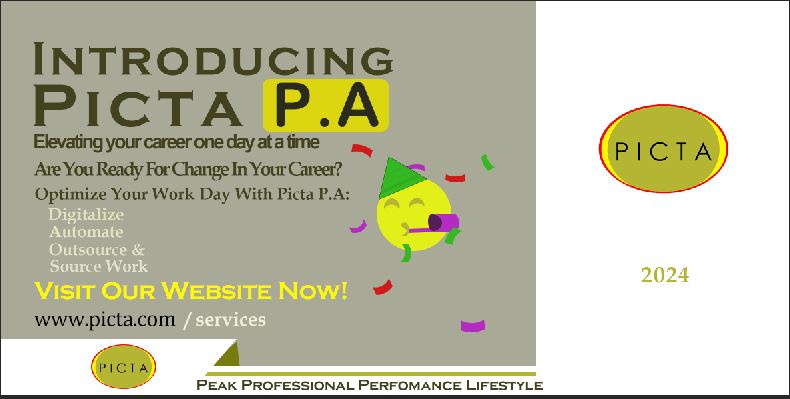 Introducing
Picta P.A
Elevating your career one day at a time
Are You Ready For Change In Your Career?
Optimize Your Work Day With Picta P.A:
Digitalize
Automate
Outsource &
Source Work
Visit Our Website Now!
www.picta.com / services
PICTA
Peak Professional Perfomance Lifestyle
PICTA
2024